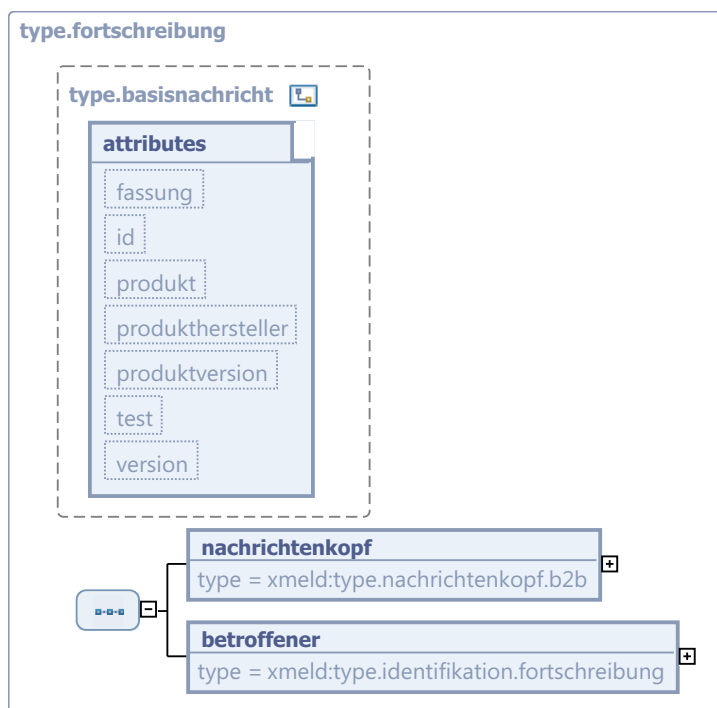 type.fortschreibung
type.basisnachricht
attributes
fassung
id
produkt
produkthersteller
produktversion
test
version
nachrichtenkopf
type = xmeld:type.nachrichtenkopf.b2b
betroffener
type = xmeld:type.identifikation.fortschreibung